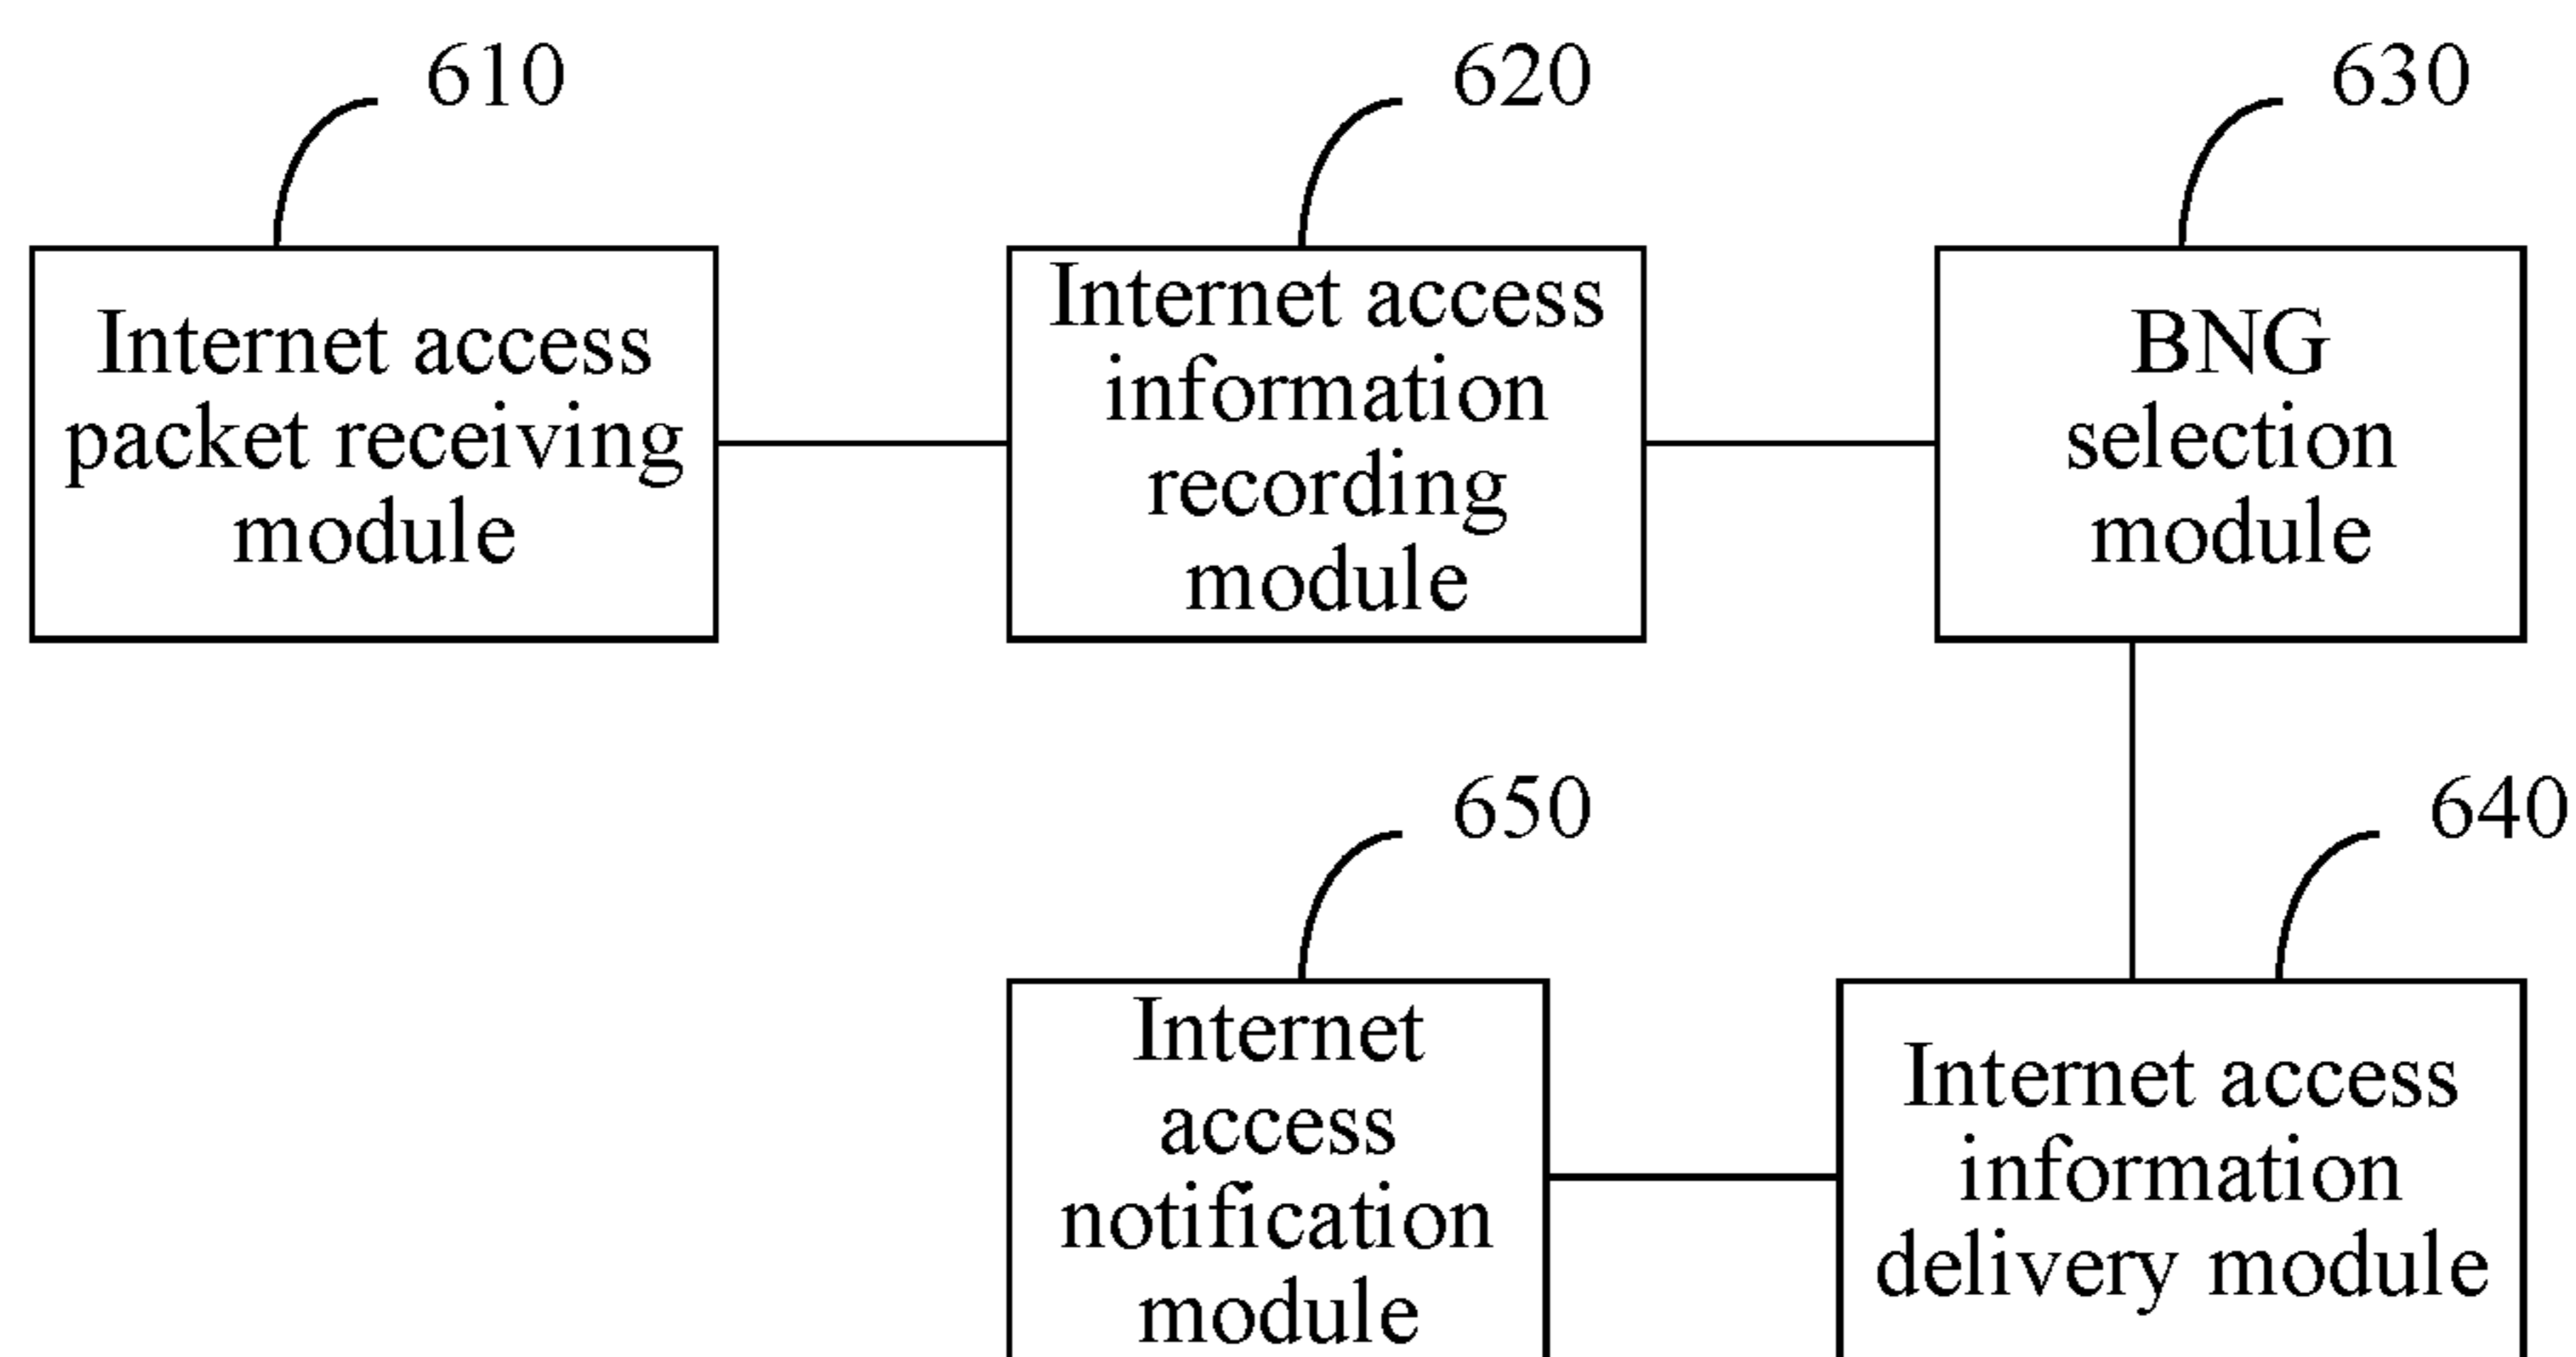 610
620
630
Internet access
packet receiving
module
Internet access
information
recording
module
BNG
selection
module
650
640
Internet
access
notification
module
Internet access
information
delivery module